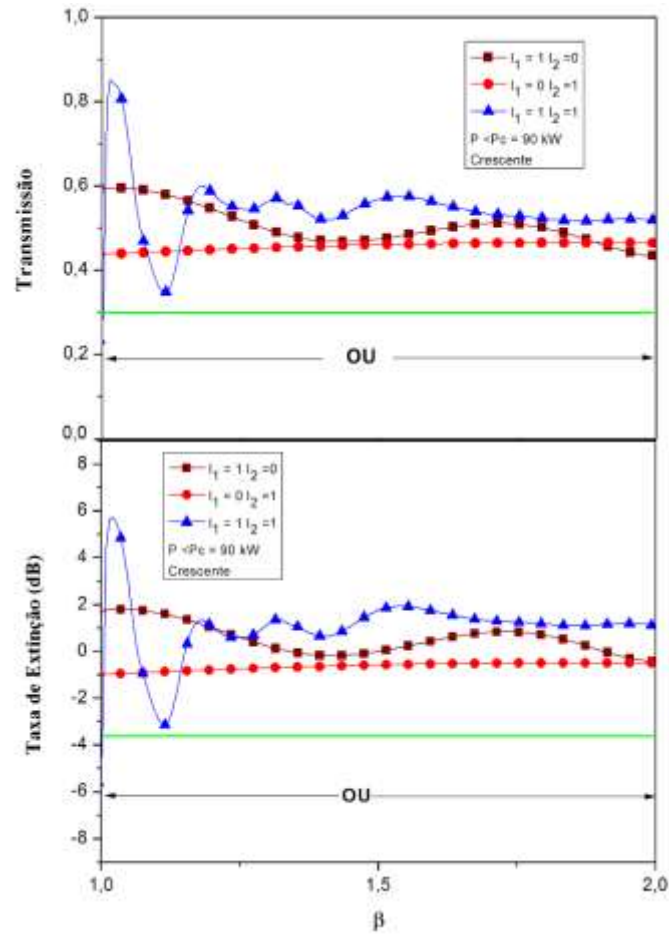 1,0
0,8
0,6
0,4
0,2
0,0
Transmissão
I1 = 1 I2 =0
I1 = 0 I2 =1
I1 = 1 I2 =1
P <Pc = 90 kW
Crescente
OU
8
6
4
2
0
-2
-4
-6
-8
Taxa de Extinção (dB)
I1 = 1 I2 =0
I1 = 0 I2 =1
I1 = 1 I2 =1
P <Pc = 90 kW
Crescente
OU
1,0 1,5 2,0
β